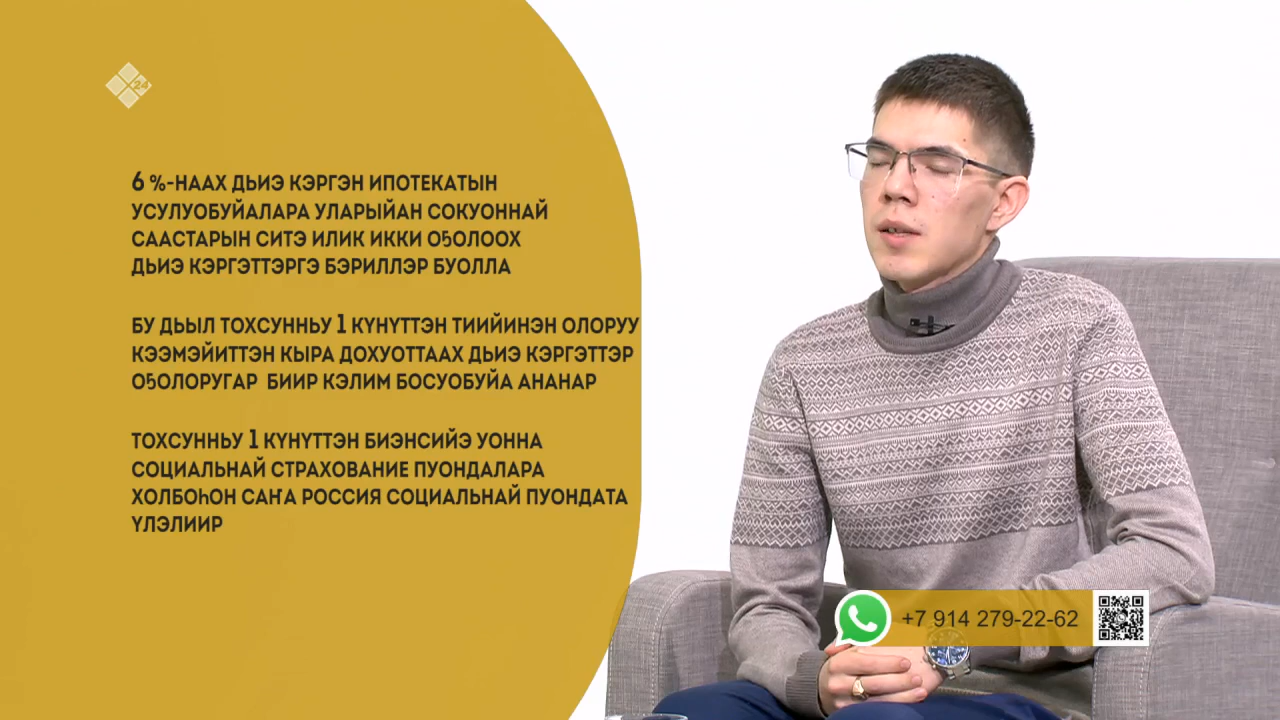 24
6 %-НААХ ДЬИЭ КЭРГЭН ИПОТЕКАТЫН
УСУЛУОБУЙАЛАРА УЛАРЫЙАН СОКУОННАЙ
СААСТАРЫН СИТЭ ИЛИК ИККИ ОҔОЛООХ
ДЬИЭ КЭРГЭТТЭРГЭ БЭРИЛЛЭР БУОЛЛА
БУ ДЬЫЛ ТОХСУННЬУ 1 КҮНҮТТЭН ТИИЙИНЭН ОЛОРУУ
КЭЭМЭЙИТТЭН КЫРА ДОХУОТТААХ ДЬИЭ КЭРГЭТТЭР
ОҔОЛОРУГАР БИИР КЭЛИМ БОСУОБУЙА АНАНАР
ТОХСУННЬУ 1 КҮНҮТТЭН БИЭНСИЙЭ УОННА
СОЦИАЛЬНАЙ СТРАХОВАНИЕ ПУОНДАЛАРА
ХОЛБОҺОН САҤА РОССИЯ СОЦИАЛЬНАЙ ПУОНДАТА
ҮЛЭЛИИР
+7 914 279-22-62